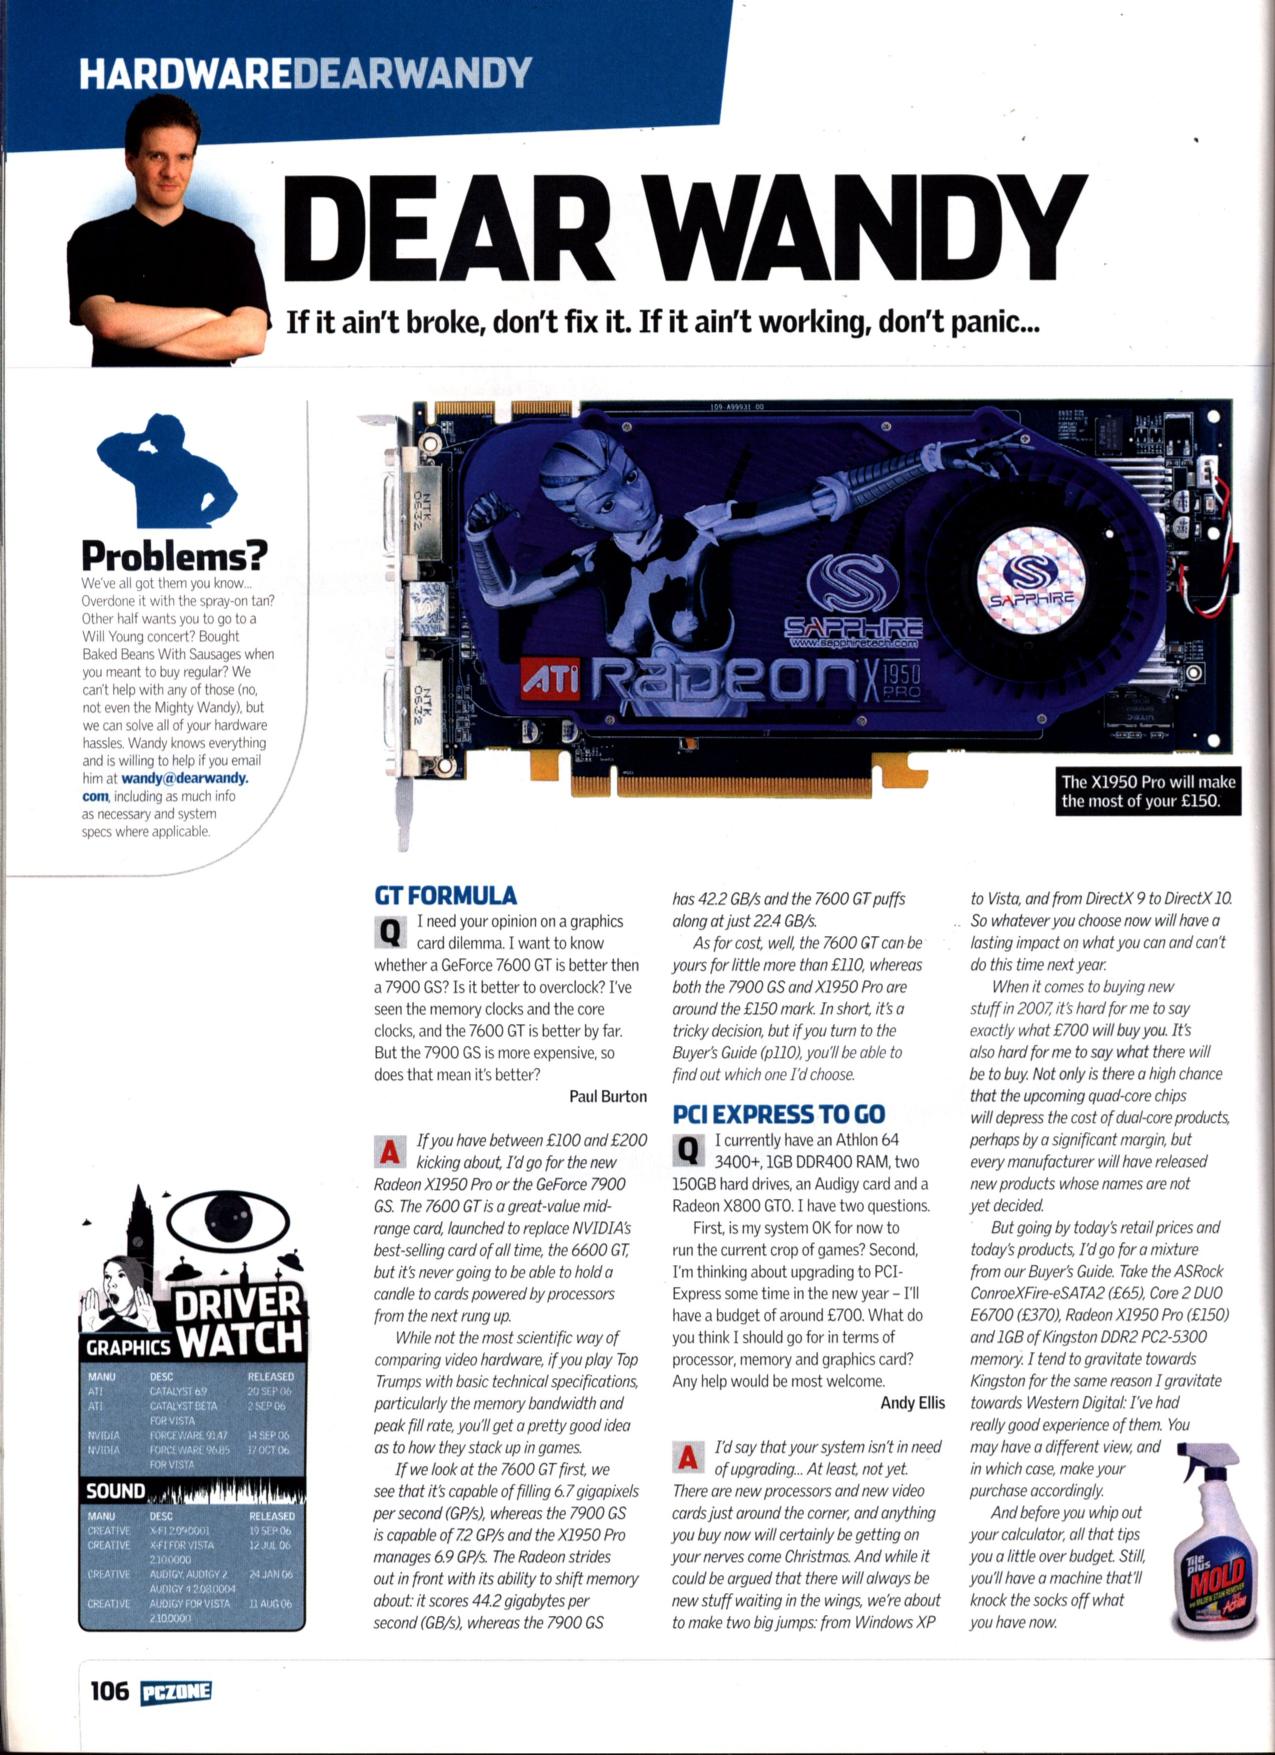 HARDWAREDEARWANDY
DEAR WANDY
If it ain't broke, don't fix it. If it ain't working, don't panic...
Problems?
We've all got them you know...
Overdone it with the spray-on tan?
Other half wants you to go to a
Will Young concert? Bought
Baked Beans With Sausages when
you meant to buy regular? We
can't help with any of those (no,
not even the Mighty Wandy), but
we can solve all of your hardware
hassles. Wandy knows everything
and is willing to help if you email
him at wandy@dearwandy.
com, including as much info
as necessary and system
specs where applicable.
109-A99931 00
NTK
0632
NTK
0632
SAPPHIRE
www.sapphiretech.com
SAPPHIRE
ATI RADEON X1950
PRO
The X1950 Pro will make
the most of your £150.
GT FORMULA
Q I need your opinion on a graphics
card dilemma. I want to know
whether a GeForce 7600 GT is better then
a 7900 GS? Is it better to overclock? I've
seen the memory clocks and the core
clocks, and the 7600 GT is better by far.
But the 7900 GS is more expensive, so
does that mean it's better?
Paul Burton
A If you have between £100 and £200
kicking about, I'd go for the new
Radeon X1950 Pro or the GeForce 7900
GS. The 7600 GT is a great-value mid-
range card, launched to replace NVIDIA's
best-selling card of all time, the 6600 GT,
but it's never going to be able to hold a
candle to cards powered by processors
from the next rung up.
While not the most scientific way of
comparing video hardware, if you play Top
Trumps with basic technical specifications,
particularly the memory bandwidth and
peak fill rate, you'll get a pretty good idea
as to how they stack up in games.
If we look at the 7600 GT first, we
see that it's capable of filling 6.7 gigapixels
per second (GP/s), whereas the 7900 GS
is capable of 7.2 GP/s and the X1950 Pro
manages 6.9 GP/s. The Radeon strides
out in front with its ability to shift memory
about: it scores 44.2 gigabytes per
second (GB/s), whereas the 7900 GS
has 42.2 GB/s and the 7600 GT puffs
along at just 22.4 GB/s.
As for cost, well, the 7600 GT can be
yours for little more than £110, whereas
both the 7900 GS and X1950 Pro are
around the £150 mark. In short, it's a
tricky decision, but if you turn to the
Buyer's Guide (p110), you'll be able to
find out which one I'd choose.
PCI EXPRESS TO GO
Q I currently have an Athlon 64
3400+, 1GB DDR400 RAM, two
150GB hard drives, an Audigy card and a
Radeon X800 GTO. I have two questions.
First, is my system OK for now to
run the current crop of games? Second,
I'm thinking about upgrading to PCI-
Express some time in the new year – I'll
have a budget of around £700. What do
you think I should go for in terms of
processor, memory and graphics card?
Any help would be most welcome.
Andy Ellis
A I'd say that your system isn't in need
of upgrading... At least, not yet.
There are new processors and new video
cards just around the corner, and anything
you buy now will certainly be getting on
your nerves come Christmas. And while it
could be argued that there will always be
new stuff waiting in the wings, we're about
to make two big jumps: from Windows XP
to Vista, and from DirectX 9 to DirectX 10.
So whatever you choose now will have a
lasting impact on what you can and can't
do this time next year.
When it comes to buying new
stuff in 2007, it's hard for me to say
exactly what £700 will buy you. It's
also hard for me to say what there will
be to buy. Not only is there a high chance
that the upcoming quad-core chips
will depress the cost of dual-core products,
perhaps by a significant margin, but
every manufacturer will have released
new products whose names are not
yet decided.
But going by today's retail prices and
today's products, I'd go for a mixture
from our Buyer's Guide. Take the ASRock
ConroeXFire-eSATA2 (£65), Core 2 DUO
E6700 (£370), Radeon X1950 Pro (£150)
and 1GB of Kingston DDR2 PC2-5300
memory. I tend to gravitate towards
Kingston for the same reason I gravitate
towards Western Digital: I've had
really good experience of them. You
may have a different view, and
in which case, make your
purchase accordingly.
And before you whip out
your calculator, all that tips
you a little over budget. Still,
you'll have a machine that'll
knock the socks off what
you have now.
Tile
plus
MOLD
DRIVER
WATCH
GRAPHICS
MANU DESC RELEASED
ATI CATALYST 6.9 20 SEP 06
ATI CATALYST BETA 2 SEP 06
FOR VISTA
NVIDIA FORCEWARE 91.47 14 SEP 06
NVIDIA FORCEWARE 96.85 17 OCT 06
FOR VISTA
SOUND
MANU DESC RELEASED
CREATIVE X-FI 2.09.0001 19 SEP 06
CREATIVE X-FI FOR VISTA 12 JUL 06
2.10.0000
CREATIVE AUDIGY, AUDIGY 2 24 JAN 06
AUDIGY 4 2.08.0004
CREATIVE AUDIGY FOR VISTA 11 AUG 06
2.10.0000
106 PCZONE